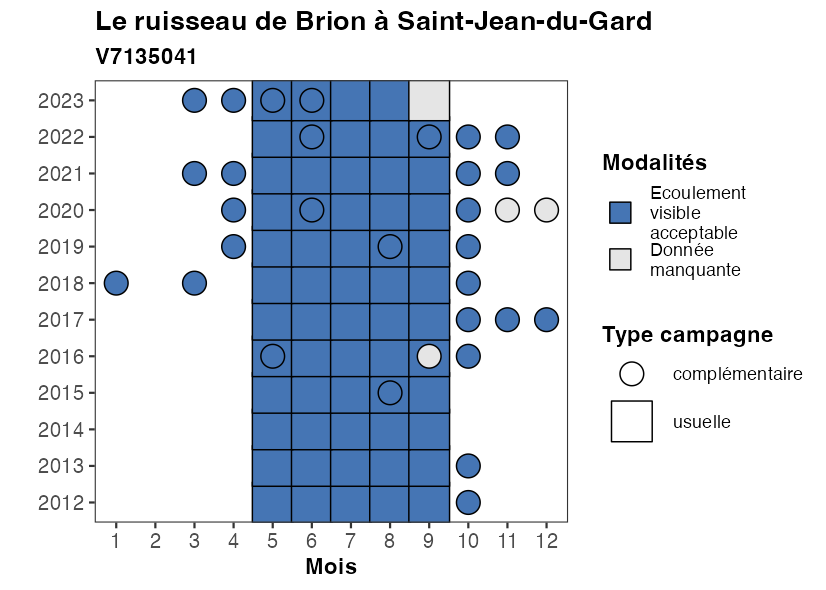 Le ruisseau de Brion à Saint-Jean-du-Gard
V7135041
2023
2022
2021
2020
2019
2018
2017
2016
2015
2014
2013
2012
1 2 3 4 5 6 7 8 9 10 11 12
Mois
Modalités
Ecoulement
visible
acceptable
Donnée
manquante
Type campagne
complémentaire
usuelle